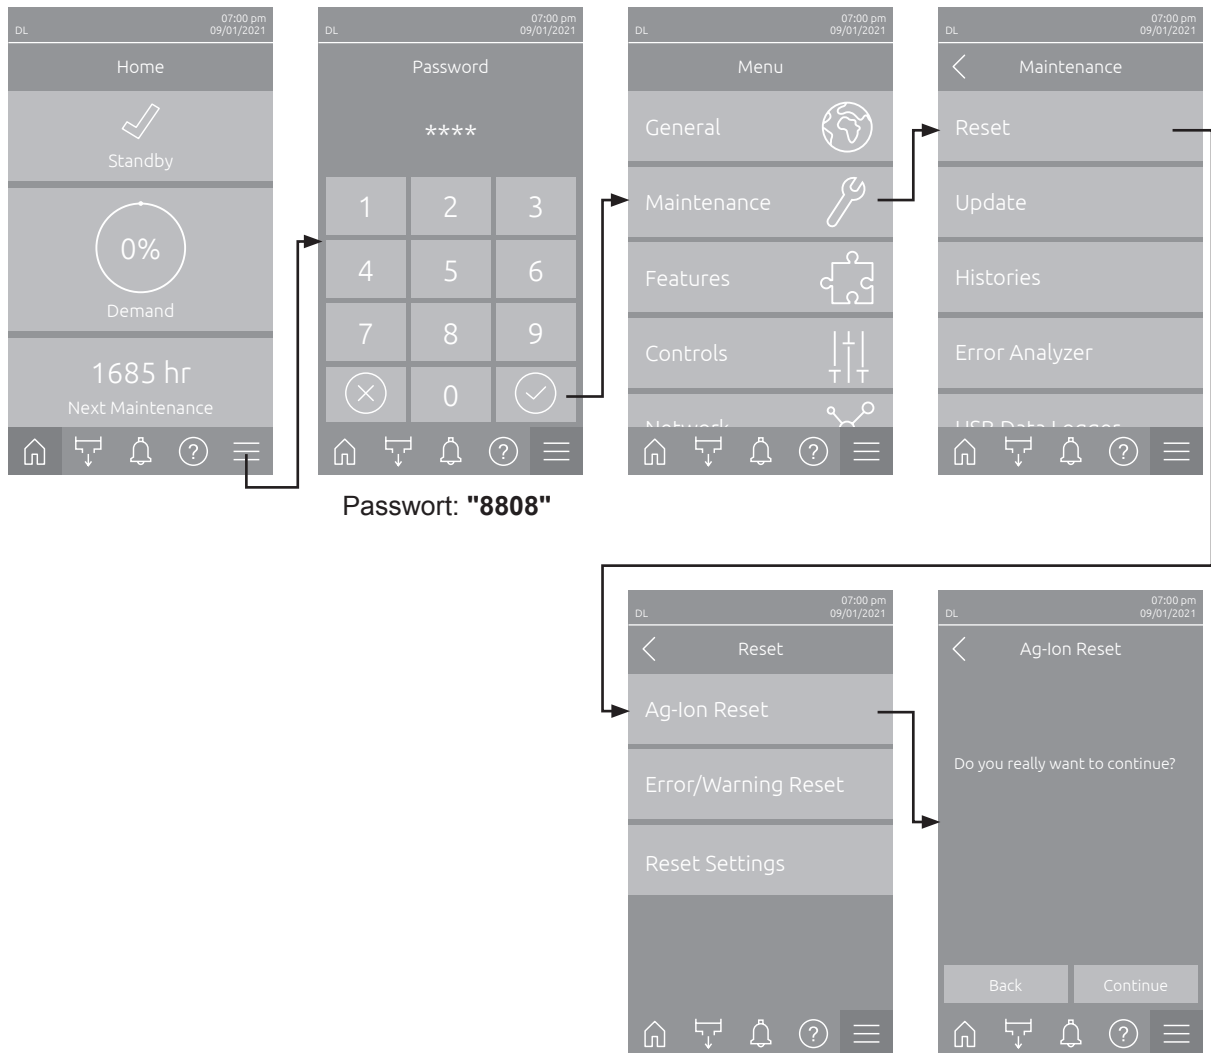 07:00 pm
DL 09/01/2021
Home
Standby
0%
Demand
1685 hr
Next Maintenance
?
07:00 pm
DL 09/01/2021
Password
****
1 2 3
4 5 6
7 8 9
0
?
Passwort: "8808"
07:00 pm
DL 09/01/2021
Menu
General
Maintenance
Features
Controls
Network
?
07:00 pm
DL 09/01/2021
Maintenance
Reset
Update
Histories
Error Analyzer
USB Data Logger
?
07:00 pm
DL 09/01/2021
Reset
Ag-Ion Reset
Error/Warning Reset
Reset Settings
?
07:00 pm
DL 09/01/2021
Ag-Ion Reset
Do you really want to continue?
Back Continue
?